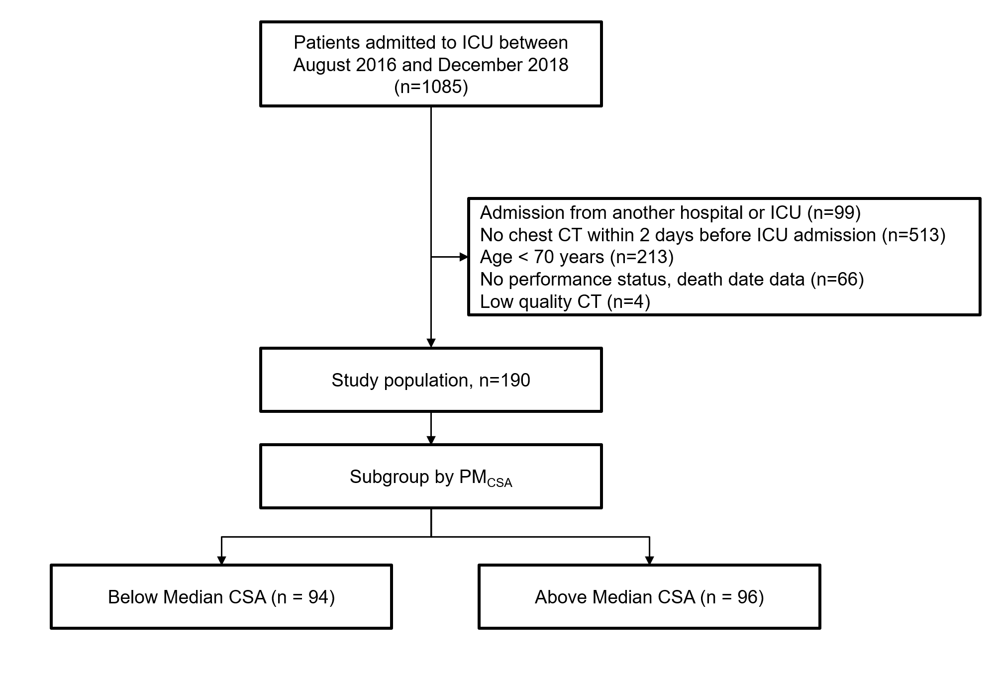 Patients admitted to ICU between
August 2016 and December 2018
(n=1085)
Admission from another hospital or ICU (n=99)
No chest CT within 2 days before ICU admission (n=513)
Age < 70 years (n=213)
No performance status, death date data (n=66)
Low quality CT (n=4)
Study population, n=190
Subgroup by PMCSA
Below Median CSA (n = 94)
Above Median CSA (n = 96)